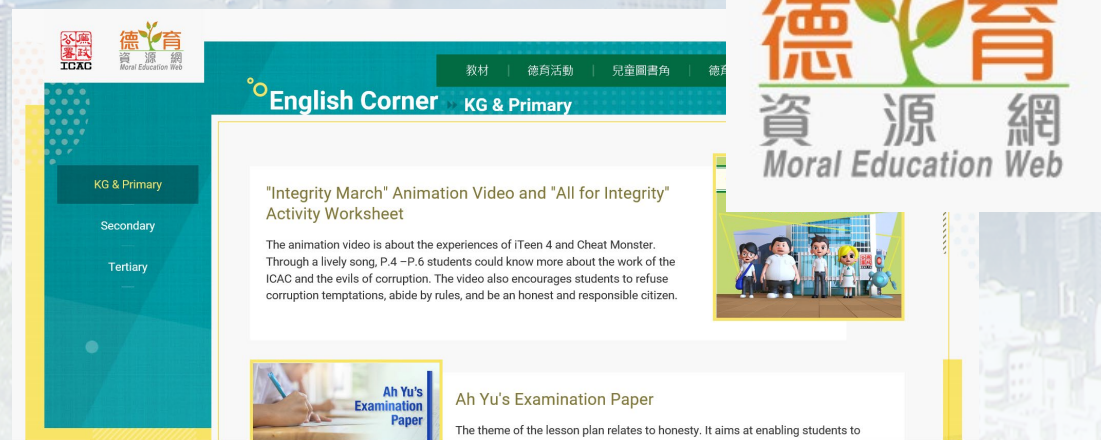 廉政
公署
ICAC
德育
資源網
Moral Education Web
教材 | 德育活動 | 兒童圖書角 | 德
English Corner » KG & Primary
德育
資源網
Moral Education Web
KG & Primary
Secondary
Tertiary
"Integrity March" Animation Video and "All for Integrity"
Activity Worksheet
The animation video is about the experiences of iTeen 4 and Cheat Monster.
Through a lively song, P.4 –P.6 students could know more about the work of the
ICAC and the evils of corruption. The video also encourages students to refuse
corruption temptations, abide by rules, and be an honest and responsible citizen.
Ah Yu's
Examination
Paper
Ah Yu's Examination Paper
The theme of the lesson plan relates to honesty. It aims at enabling students to